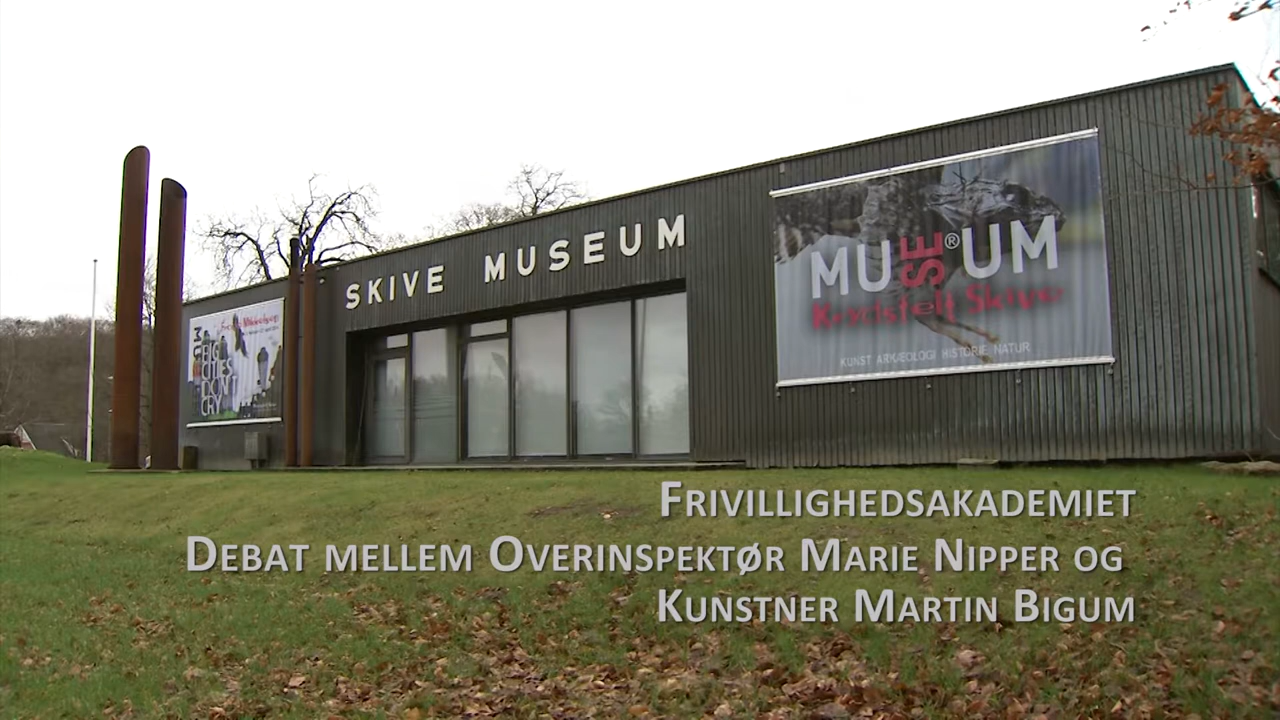 SKIVE MUSEUM
MUSE®UM
Kunstetf Skive
KUNST ARKÆOLOGI HISTORIE NATUR
BIG
CITIES
DON'T
CRY
FRIVILLIGHEDSAKADEMIET
DEBAT MELLEM OVERINSPEKTØR MARIE NIPPER OG
KUNSTNER MARTIN BIGUM